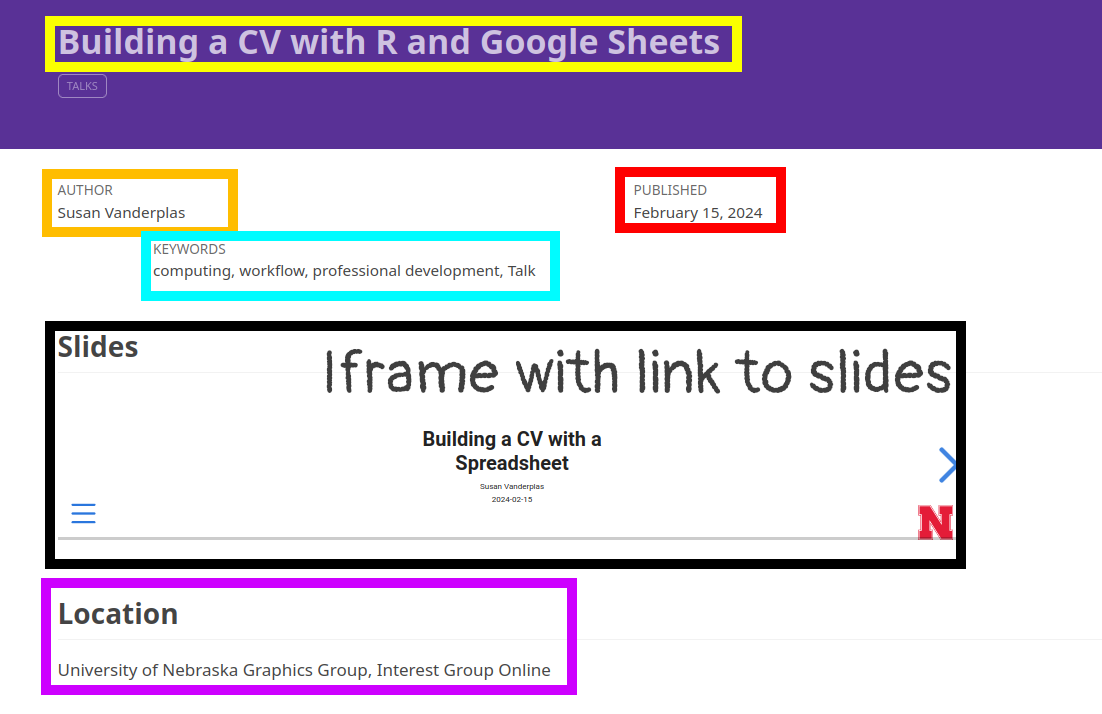 Building a CV with R and Google Sheets
TALKS
AUTHOR
Susan Vanderplas
PUBLISHED
February 15, 2024
KEYWORDS
computing, workflow, professional development, Talk
Slides
Iframe with link to slides
Building a CV with a
Spreadsheet
Susan Vanderplas
2024-02-15
N
Location
University of Nebraska Graphics Group, Interest Group Online